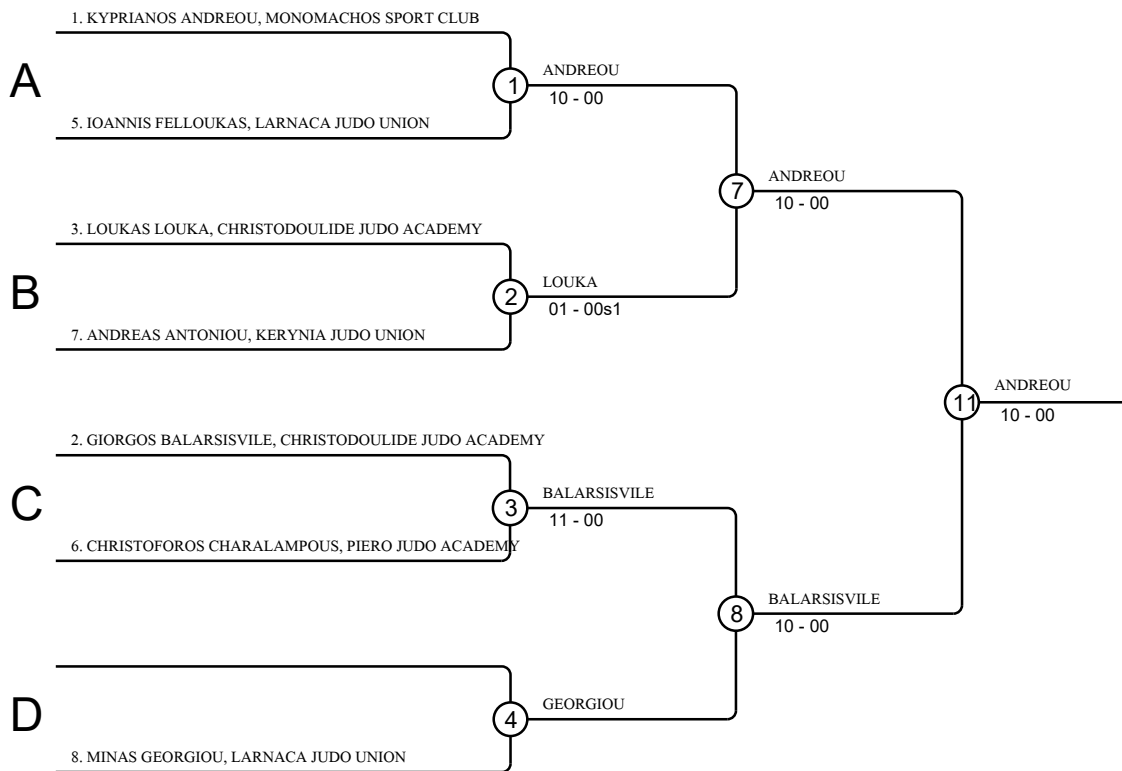 1. KYPRIANOS ANDREOU, MONOMACHOS SPORT CLUB
A
1
ANDREOU
10 - 00
5. IOANNIS FELLOUKAS, LARNACA JUDO UNION
7
ANDREOU
10 - 00
3. LOUKAS LOUKA, CHRISTODOULIDE JUDO ACADEMY
B
2
LOUKA
01 - 00s1
7. ANDREAS ANTONIOU, KERYNIA JUDO UNION
11
ANDREOU
10 - 00
2. GIORGOS BALARSISVILE, CHRISTODOULIDE JUDO ACADEMY
C
3
BALARSISVILE
11 - 00
6. CHRISTOFOROS CHARALAMPOUS, PIERO JUDO ACADEMY
8
BALARSISVILE
10 - 00
D
4
GEORGIOU
8. MINAS GEORGIOU, LARNACA JUDO UNION